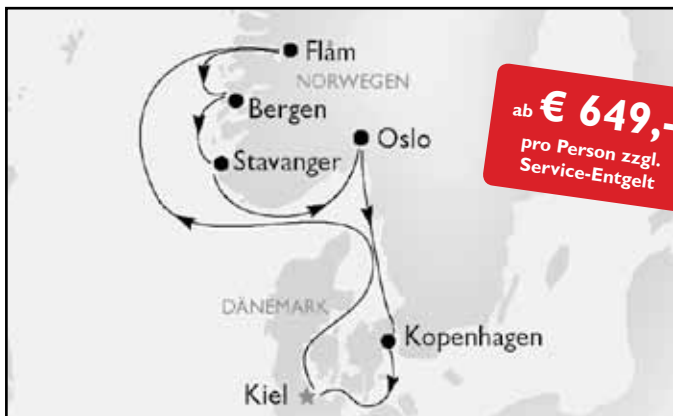 Flåm
NORWEGEN
Bergen
Oslo
Stavanger
ab € 649,-
pro Person zzgl.
Service-Entgelt
DÄNEMARK
Kopenhagen
Kiel